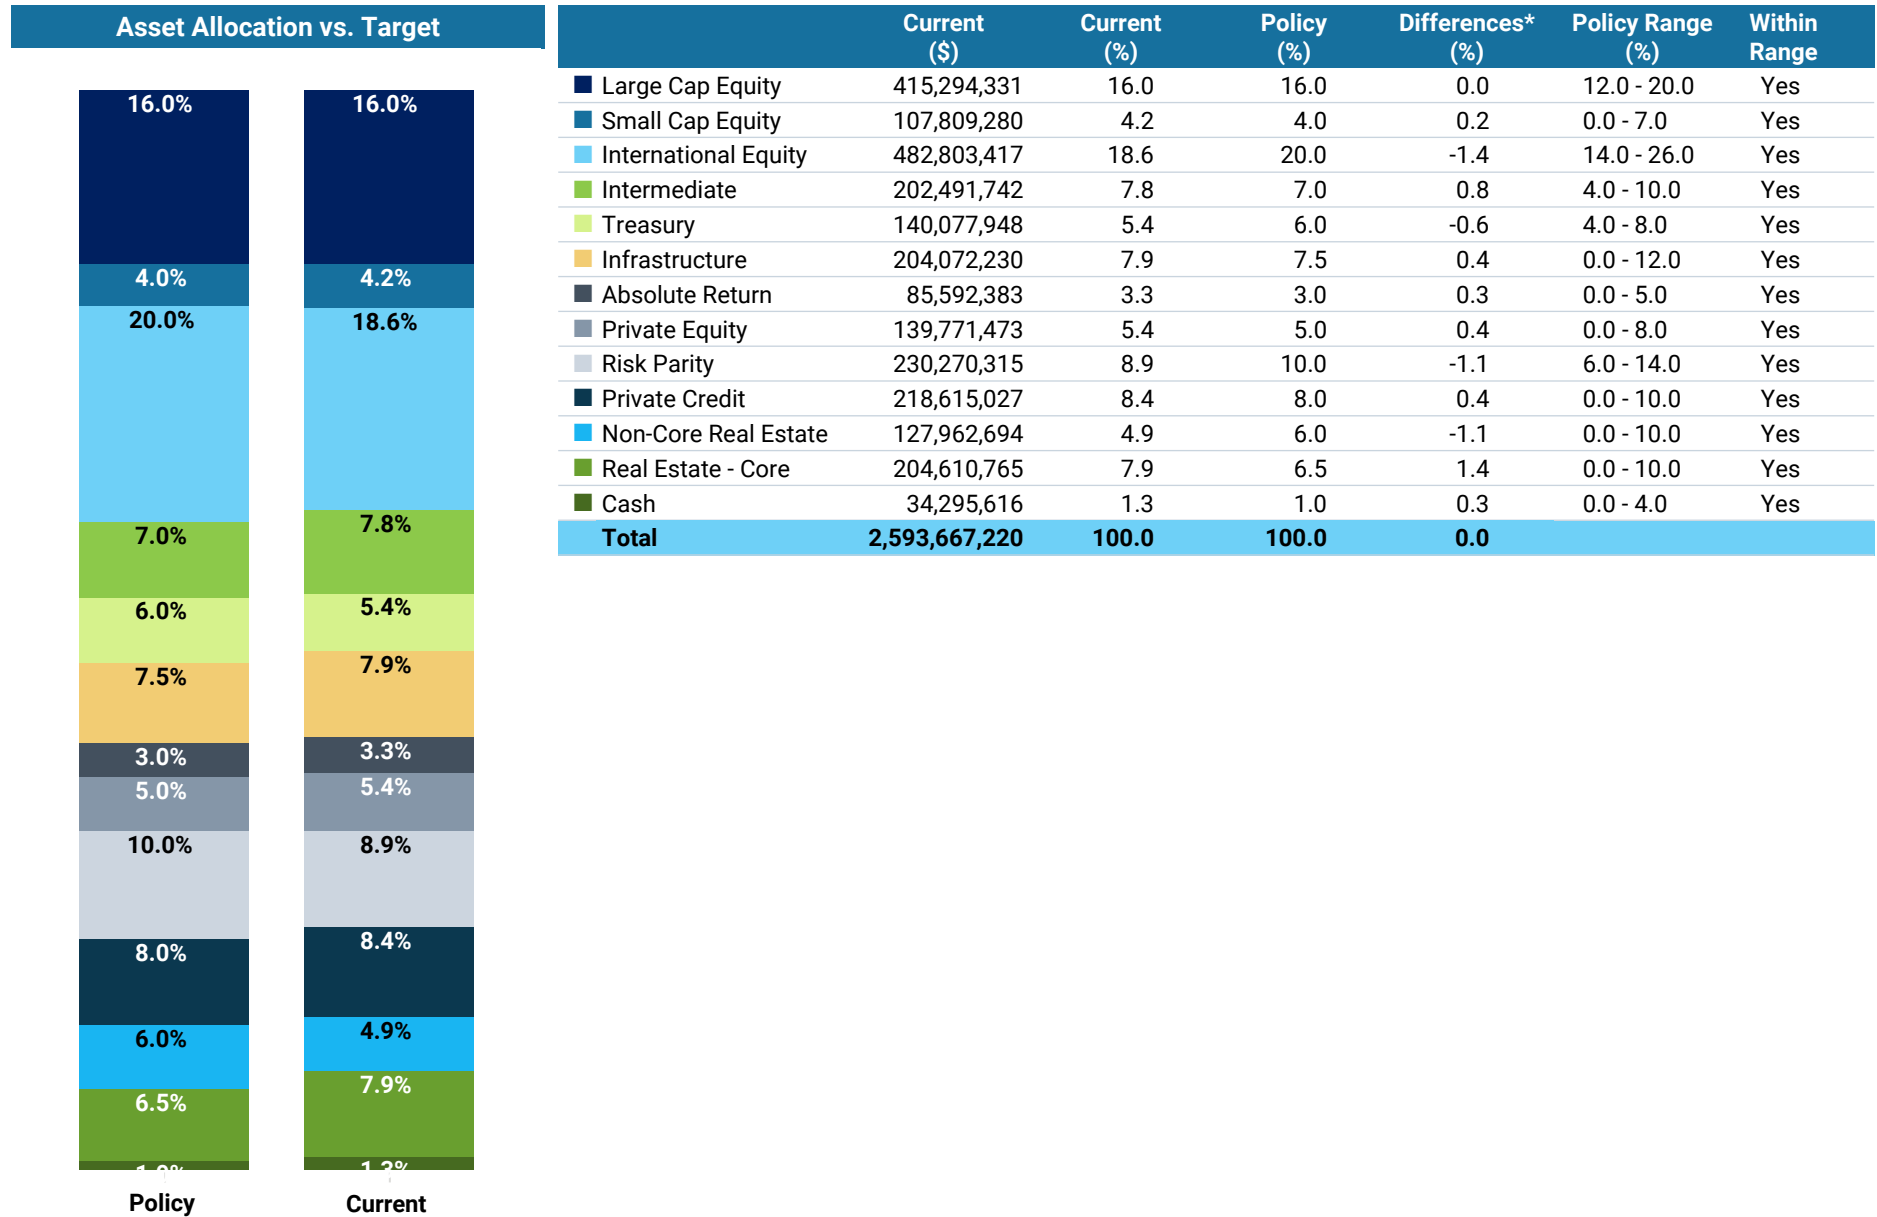 Asset Allocation vs. Target
16.0% 16.0%
4.0% 4.2%
20.0% 18.6%
7.0% 7.8%
6.0% 5.4%
7.5% 7.9%
3.0% 3.3%
5.0% 5.4%
10.0% 8.9%
8.0% 8.4%
6.0% 4.9%
6.5% 7.9%
1.0% 1.3%
Policy Current
Current ($) Current (%) Policy (%) Differences* (%) Policy Range (%) Within Range
Large Cap Equity 415,294,331 16.0 16.0 0.0 12.0 - 20.0 Yes
Small Cap Equity 107,809,280 4.2 4.0 0.2 0.0 - 7.0 Yes
International Equity 482,803,417 18.6 20.0 -1.4 14.0 - 26.0 Yes
Intermediate 202,491,742 7.8 7.0 0.8 4.0 - 10.0 Yes
Treasury 140,077,948 5.4 6.0 -0.6 4.0 - 8.0 Yes
Infrastructure 204,072,230 7.9 7.5 0.4 0.0 - 12.0 Yes
Absolute Return 85,592,383 3.3 3.0 0.3 0.0 - 5.0 Yes
Private Equity 139,771,473 5.4 5.0 0.4 0.0 - 8.0 Yes
Risk Parity 230,270,315 8.9 10.0 -1.1 6.0 - 14.0 Yes
Private Credit 218,615,027 8.4 8.0 0.4 0.0 - 10.0 Yes
Non-Core Real Estate 127,962,694 4.9 6.0 -1.1 0.0 - 10.0 Yes
Real Estate - Core 204,610,765 7.9 6.5 1.4 0.0 - 10.0 Yes
Cash 34,295,616 1.3 1.0 0.3 0.0 - 4.0 Yes
Total 2,593,667,220 100.0 100.0 0.0